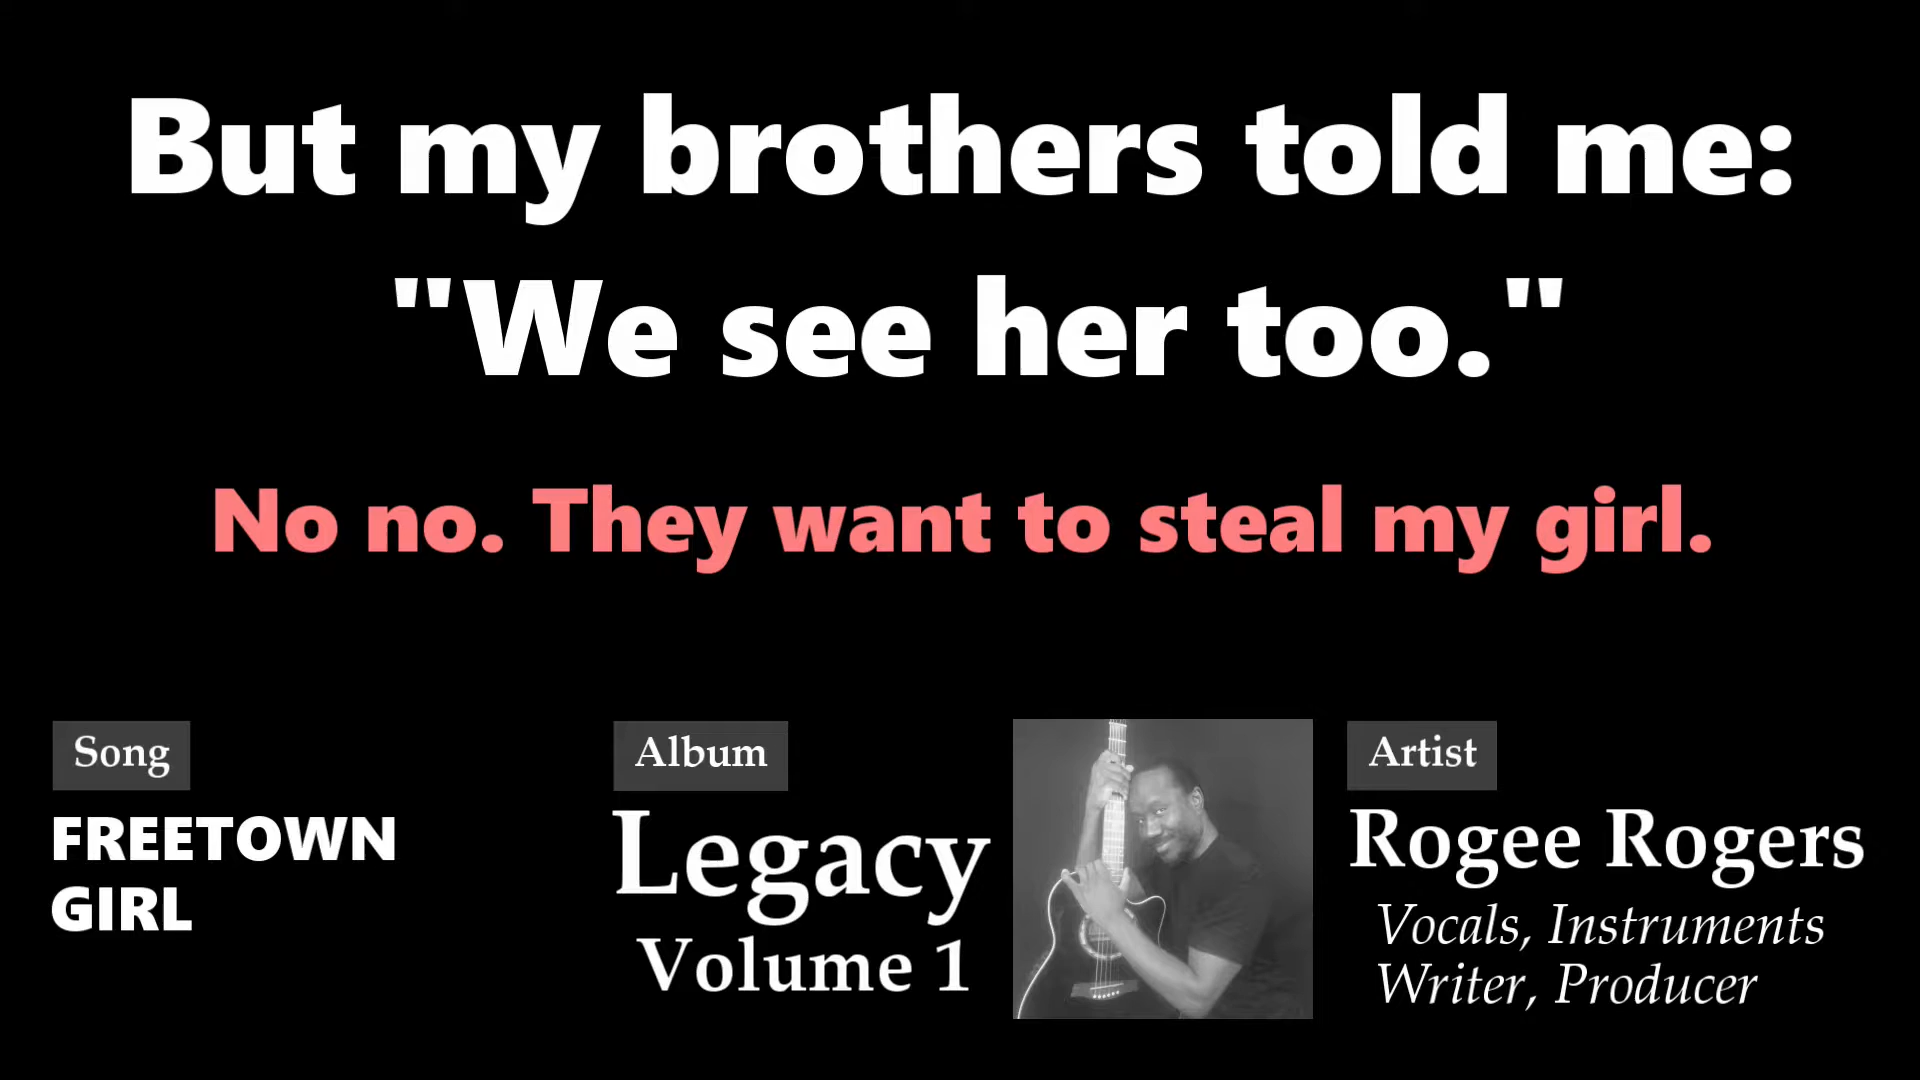 But my brothers told me:
"We see her too."
No no. They want to steal my girl.
Song
FREETOWN
GIRL
Album
Legacy
Volume 1
Artist
Rogee Rogers
Vocals, Instruments
Writer, Producer